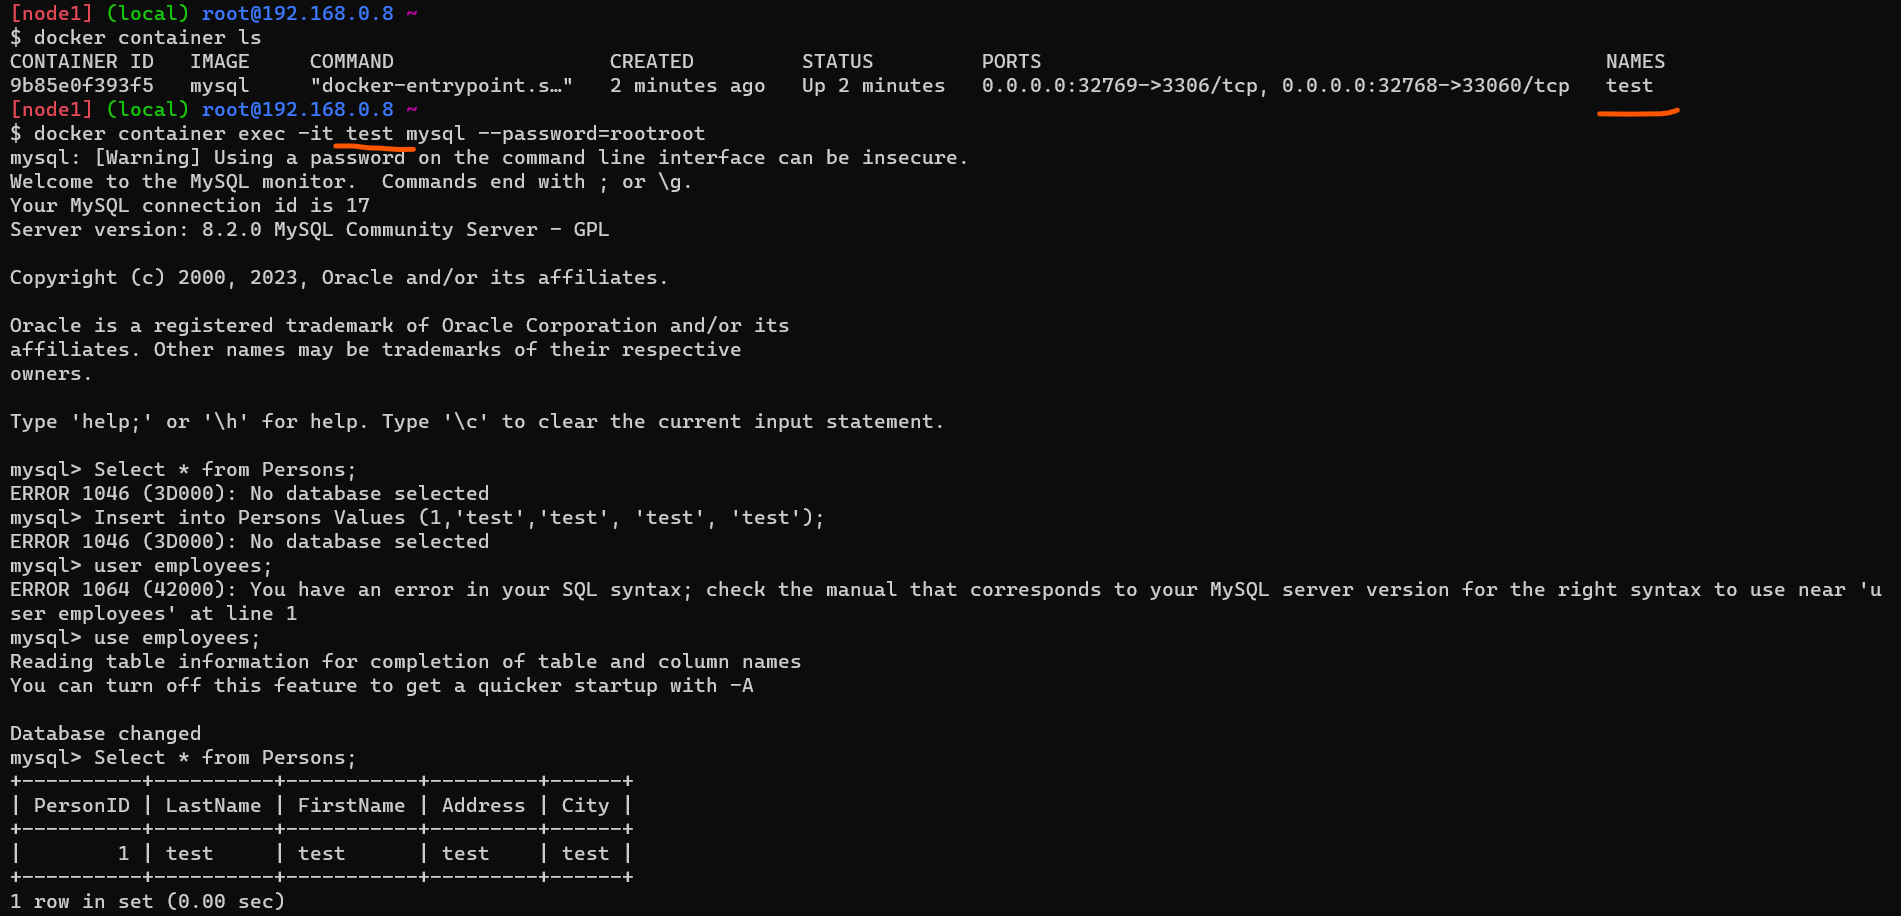 [node1] (local) root@192.168.0.8 ~
$ docker container ls
CONTAINER ID   IMAGE     COMMAND                  CREATED         STATUS         PORTS                                               NAMES
9b85e0f393f5   mysql     "docker-entrypoint.s…"   2 minutes ago   Up 2 minutes   0.0.0.0:32769->3306/tcp, 0.0.0.0:32768->33060/tcp   test
[node1] (local) root@192.168.0.8 ~
$ docker container exec -it test mysql --password=rootroot
mysql: [Warning] Using a password on the command line interface can be insecure.
Welcome to the MySQL monitor.  Commands end with ; or \g.
Your MySQL connection id is 17
Server version: 8.2.0 MySQL Community Server - GPL

Copyright (c) 2000, 2023, Oracle and/or its affiliates.

Oracle is a registered trademark of Oracle Corporation and/or its
affiliates. Other names may be trademarks of their respective
owners.

Type 'help;' or '\h' for help. Type '\c' to clear the current input statement.

mysql> Select * from Persons;
ERROR 1046 (3D000): No database selected
mysql> Insert into Persons Values (1,'test','test', 'test', 'test');
ERROR 1046 (3D000): No database selected
mysql> user employees;
ERROR 1064 (42000): You have an error in your SQL syntax; check the manual that corresponds to your MySQL server version for the right syntax to use near 'u
ser employees' at line 1
mysql> use employees;
Reading table information for completion of table and column names
You can turn off this feature to get a quicker startup with -A

Database changed
mysql> Select * from Persons;
+----------+----------+-----------+---------+------+
| PersonID | LastName | FirstName | Address | City |
+----------+----------+-----------+---------+------+
|        1 | test     | test      | test    | test |
+----------+----------+-----------+---------+------+
1 row in set (0.00 sec)